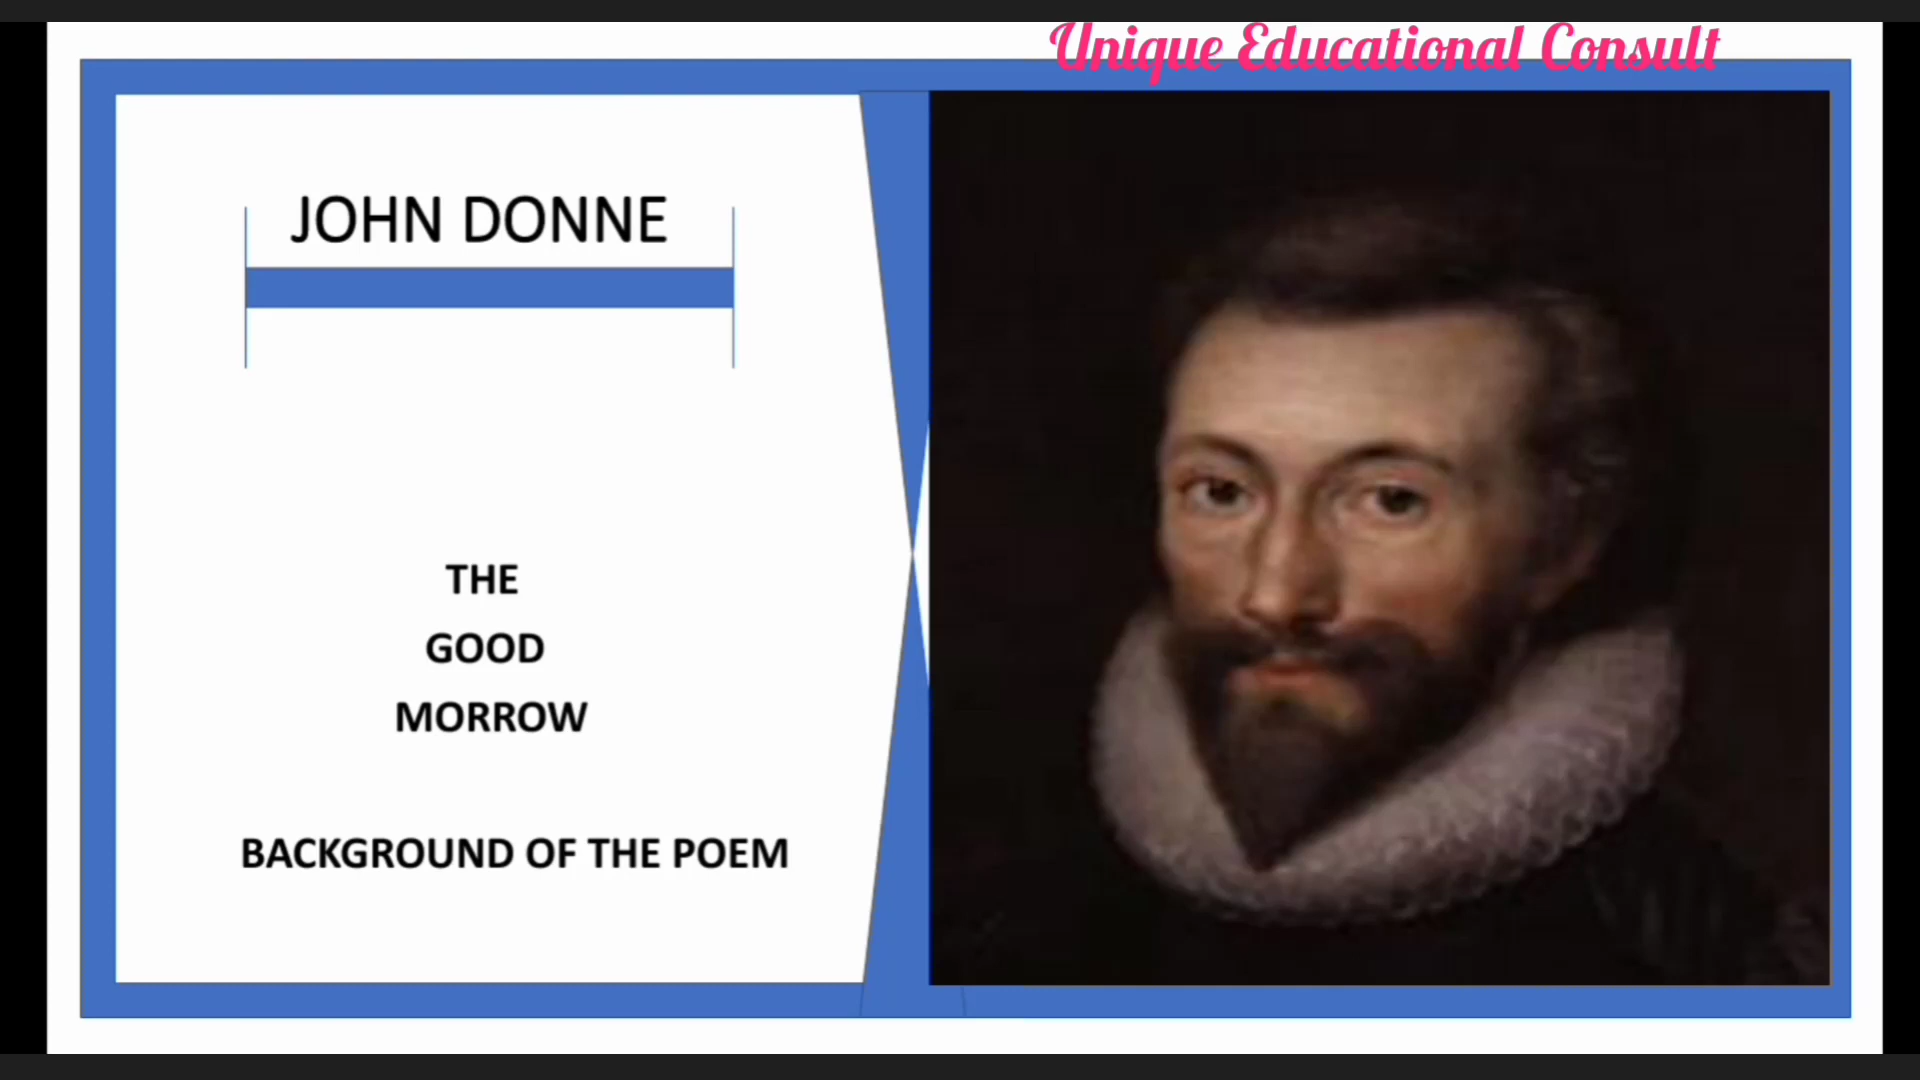 Unique Educational Consult
JOHN DONNE
THE
GOOD
MORROW
BACKGROUND OF THE POEM